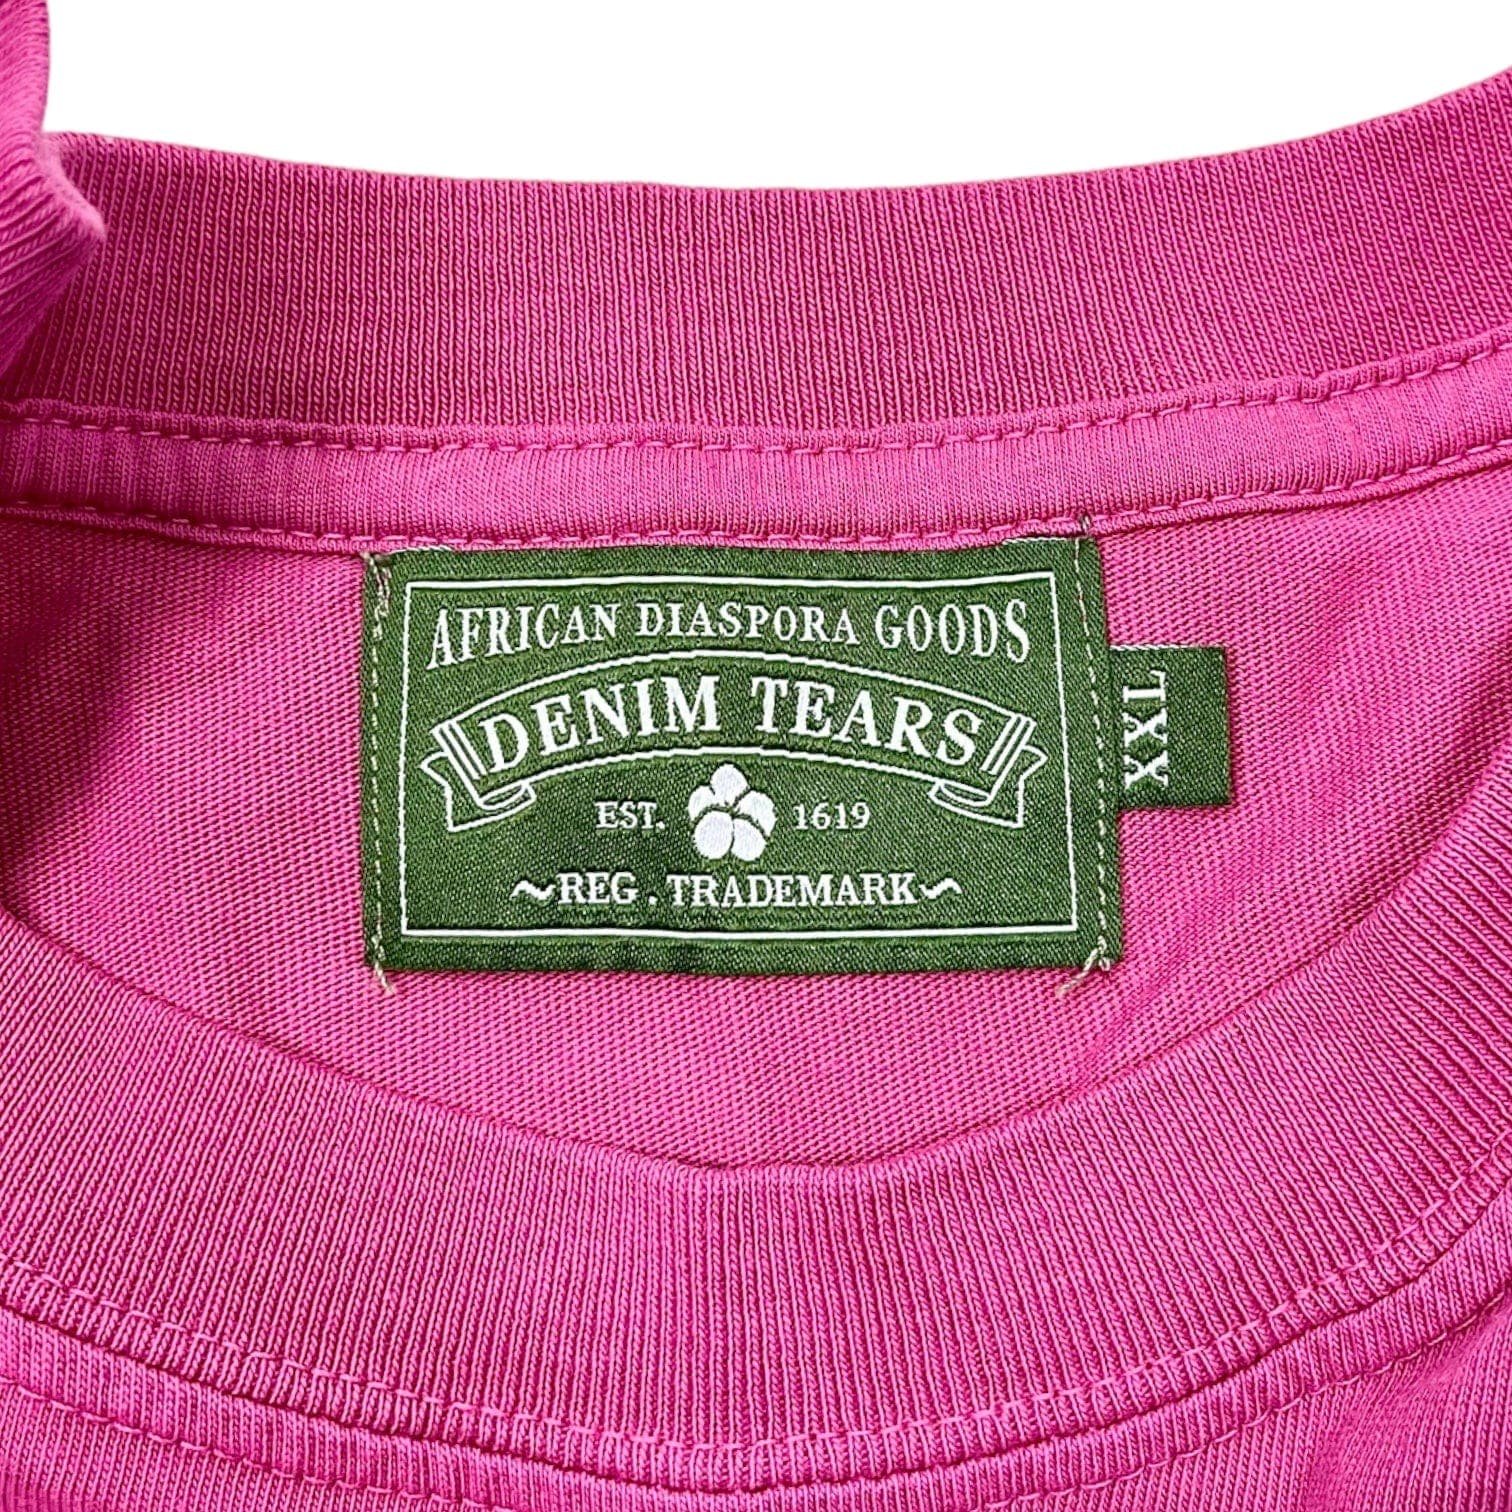 AFRICAN DIASPORA GOODS
DENIM TEARS
EST. 1619
~REG . TRADEMARK~
XXL